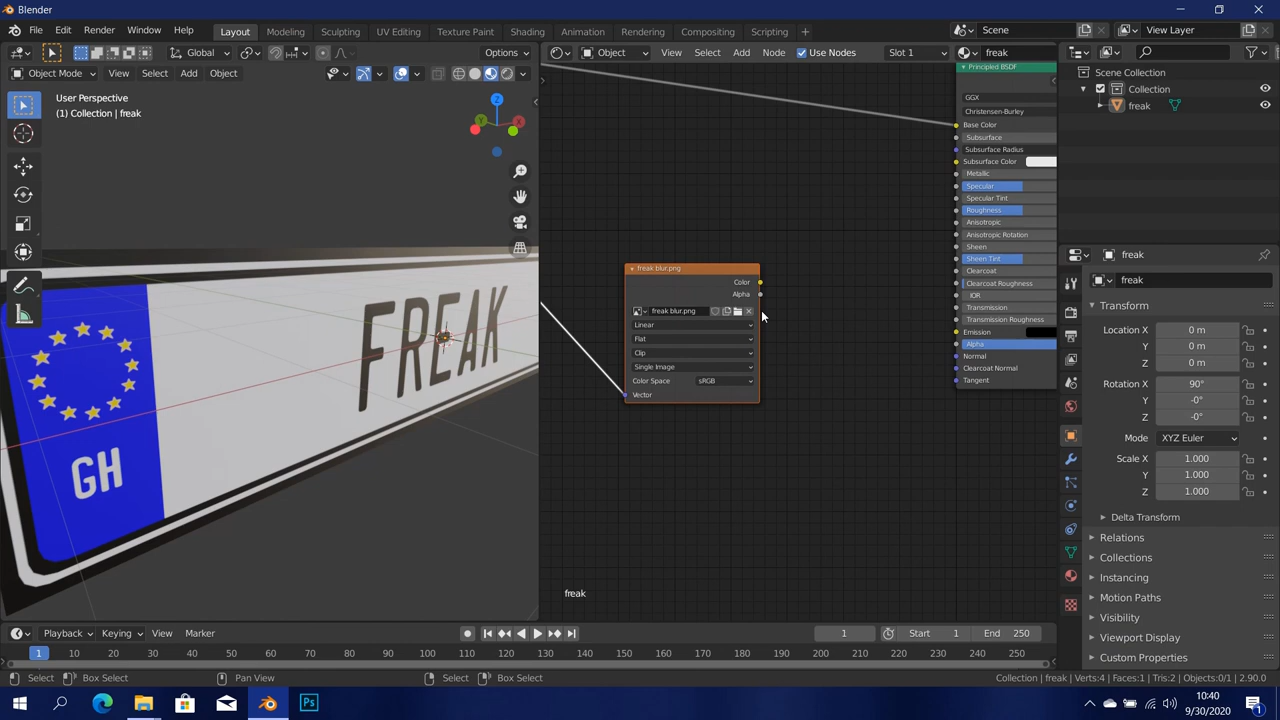 Blender
File Edit Render Window Help
Layout Modeling Sculpting UV Editing Texture Paint Shading Animation Rendering Compositing Scripting +
Scene
View Layer
Global
Options
Object Mode View Select Add Object
User Perspective
(1) Collection | freak
FREAK
GH
Z
X
Y
Object View Select Add Node Use Nodes Slot 1 freak
freak blur.png
Color
Alpha
freak blur.png
Linear
Flat
Clip
Single Image
Color Space sRGB
Vector
freak
Principled BSDF
GGX
Christensen-Burley
Base Color
Subsurface
Subsurface Radius
Subsurface Color
Metallic
Specular
Specular Tint
Roughness
Anisotropic
Anisotropic Rotation
Sheen
Sheen Tint
Clearcoat
Clearcoat Roughness
IOR
Transmission
Transmission Roughness
Emission
Alpha
Normal
Clearcoat Normal
Tangent
Scene Collection
Collection
freak
freak
freak
Transform
Location X 0 m
Y 0 m
Z 0 m
Rotation X 90°
Y -0°
Z -0°
Mode XYZ Euler
Scale X 1.000
Y 1.000
Z 1.000
Delta Transform
Relations
Collections
Instancing
Motion Paths
Visibility
Viewport Display
Custom Properties
Playback Keying View Marker
1 Start 1 End 250
1 10 20 30 40 50 60 70 80 90 100 110 120 130 140 150 160 170 180 190 200 210 220 230 240 250
Select Box Select Pan View Select Box Select
Collection | freak | Verts:4 | Faces:1 | Tris:2 | Objects:0/1 | 2.90.0
Ps
10:40
9/30/2020
1